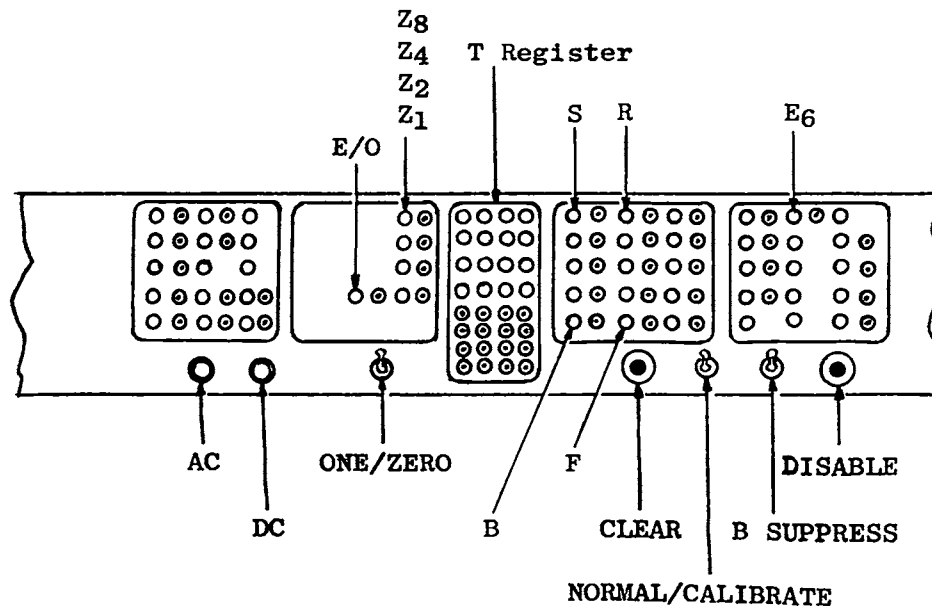 Z8
Z4
Z2
Z1
T Register
E/O
S
R
E6
AC
ONE/ZERO
F
DISABLE
DC
B
CLEAR
B SUPPRESS
NORMAL/CALIBRATE